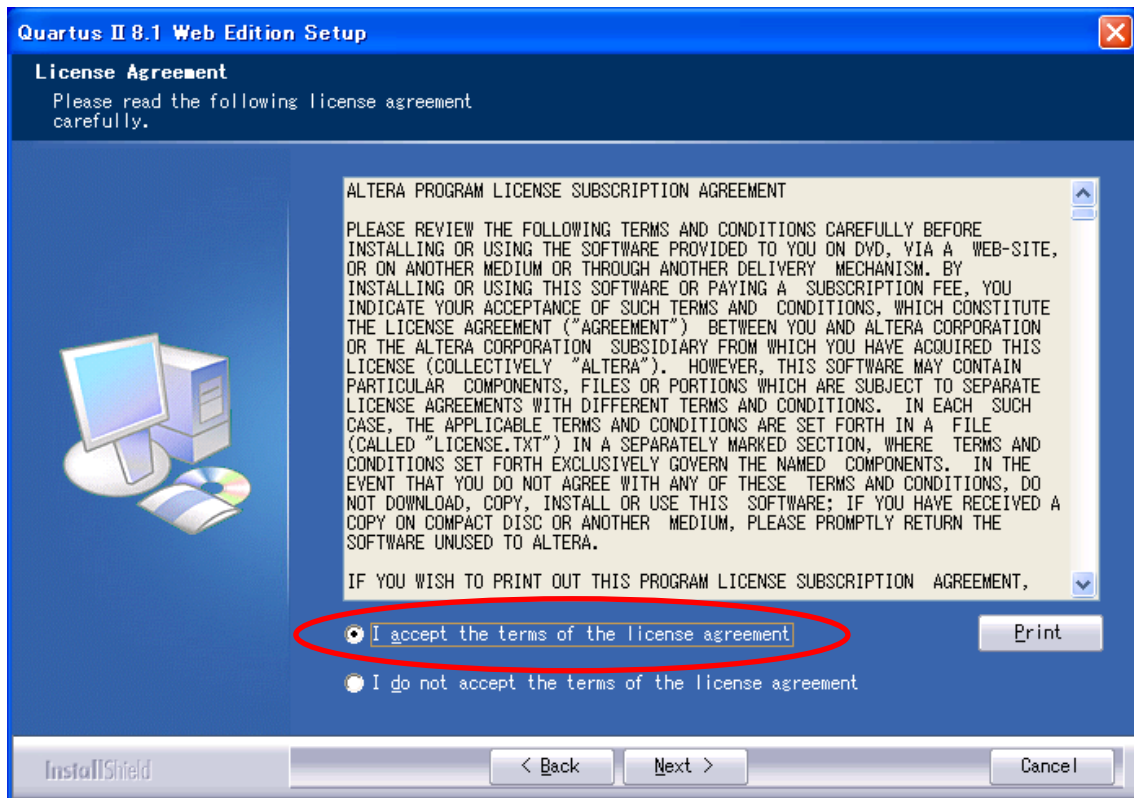 Quartus II 8.1 Web Edition Setup
License Agreement
Please read the following license agreement
carefully.
ALTERA PROGRAM LICENSE SUBSCRIPTION AGREEMENT
PLEASE REVIEW THE FOLLOWING TERMS AND CONDITIONS CAREFULLY BEFORE
INSTALLING OR USING THE SOFTWARE PROVIDED TO YOU ON DVD, VIA A  WEB-SITE,
OR ON ANOTHER MEDIUM OR THROUGH ANOTHER DELIVERY  MECHANISM. BY
INSTALLING OR USING THIS SOFTWARE OR PAYING A  SUBSCRIPTION FEE, YOU
INDICATE YOUR ACCEPTANCE OF SUCH TERMS AND  CONDITIONS, WHICH CONSTITUTE
THE LICENSE AGREEMENT ("AGREEMENT")  BETWEEN YOU AND ALTERA CORPORATION
OR THE ALTERA CORPORATION  SUBSIDIARY FROM WHICH YOU HAVE ACQUIRED THIS
LICENSE (COLLECTIVELY  "ALTERA").  HOWEVER, THIS SOFTWARE MAY CONTAIN
PARTICULAR  COMPONENTS, FILES OR PORTIONS WHICH ARE SUBJECT TO SEPARATE
LICENSE AGREEMENTS WITH DIFFERENT TERMS AND CONDITIONS.  IN EACH  SUCH
CASE, THE APPLICABLE TERMS AND CONDITIONS ARE SET FORTH IN A  FILE
(CALLED "LICENSE.TXT") IN A SEPARATELY MARKED SECTION, WHERE  TERMS AND
CONDITIONS SET FORTH EXCLUSIVELY GOVERN THE NAMED  COMPONENTS.  IN THE
EVENT THAT YOU DO NOT AGREE WITH ANY OF THESE  TERMS AND CONDITIONS, DO
NOT DOWNLOAD, COPY, INSTALL OR USE THIS  SOFTWARE; IF YOU HAVE RECEIVED A
COPY ON COMPACT DISC OR ANOTHER  MEDIUM, PLEASE PROMPTLY RETURN THE
SOFTWARE UNUSED TO ALTERA.
IF YOU WISH TO PRINT OUT THIS PROGRAM LICENSE SUBSCRIPTION  AGREEMENT,
I accept the terms of the license agreement
Print
I do not accept the terms of the license agreement
InstallShield
< Back
Next >
Cancel